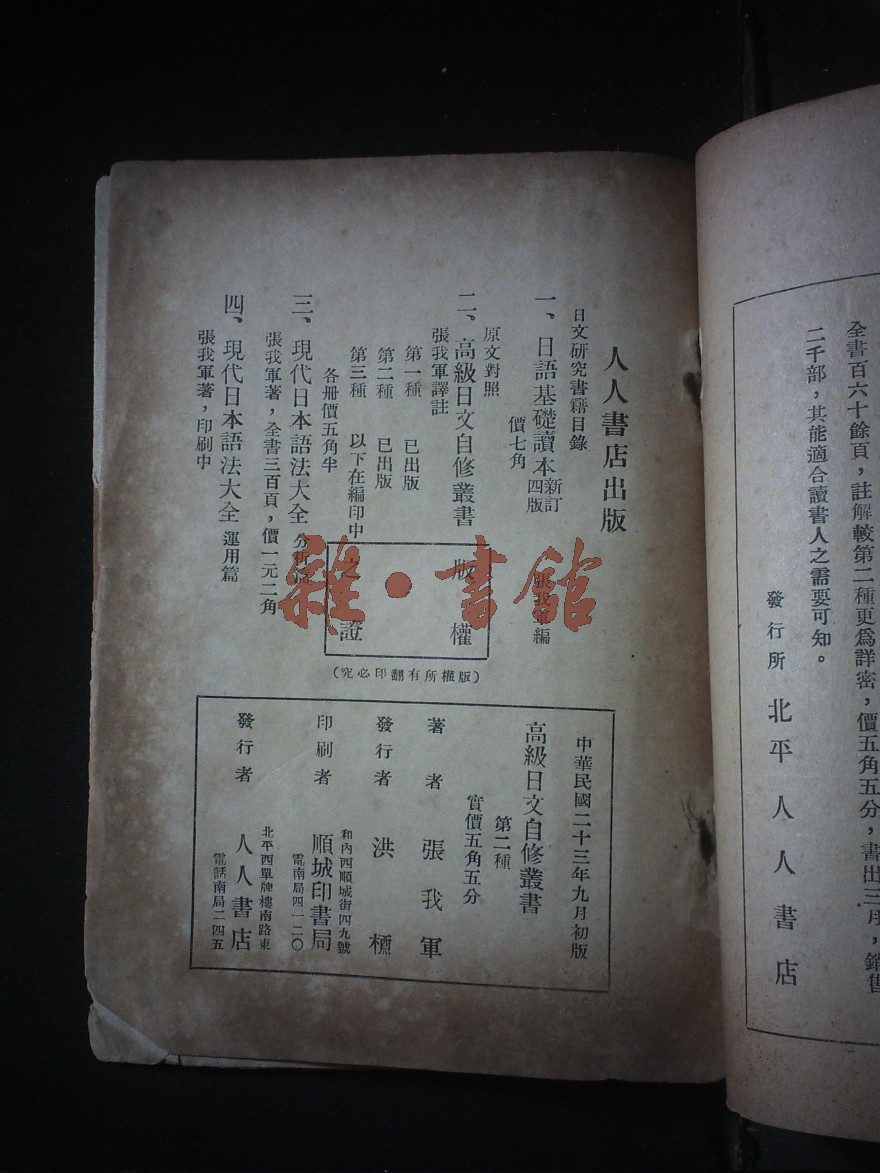 全書百六十餘頁，註解較第二種更爲詳密，價五角五分，書出三月，銷售
二千部，其能適合讀書人之需要可知。
發行所 北平人人書店
人人書店出版
日文研究書籍目錄
一、日語基礎讀本 新訂四版 張我軍編
價七角
原文對照
二、高級日文自修叢書
張我軍譯註
第一種 已出版
第二種 已出版
第三種 以下在編印中
各册價五角半
三、現代日本語法大全 分析篇
張我軍著，全書三百頁，價一元二角
四、現代日本語法大全 運用篇
張我軍著，印刷中
版權
之證
（版權所有翻印必究）
雜·書館
中華民國二十三年九月初版
高級日文自修叢書
第二種
實價五角五分
著者 張我軍
發行者 洪橒
和內四順城街四九號
印刷者 順城印書局
電南局四一二〇
北平西單牌樓南路東
發行者 人人書店
電話南局二四五